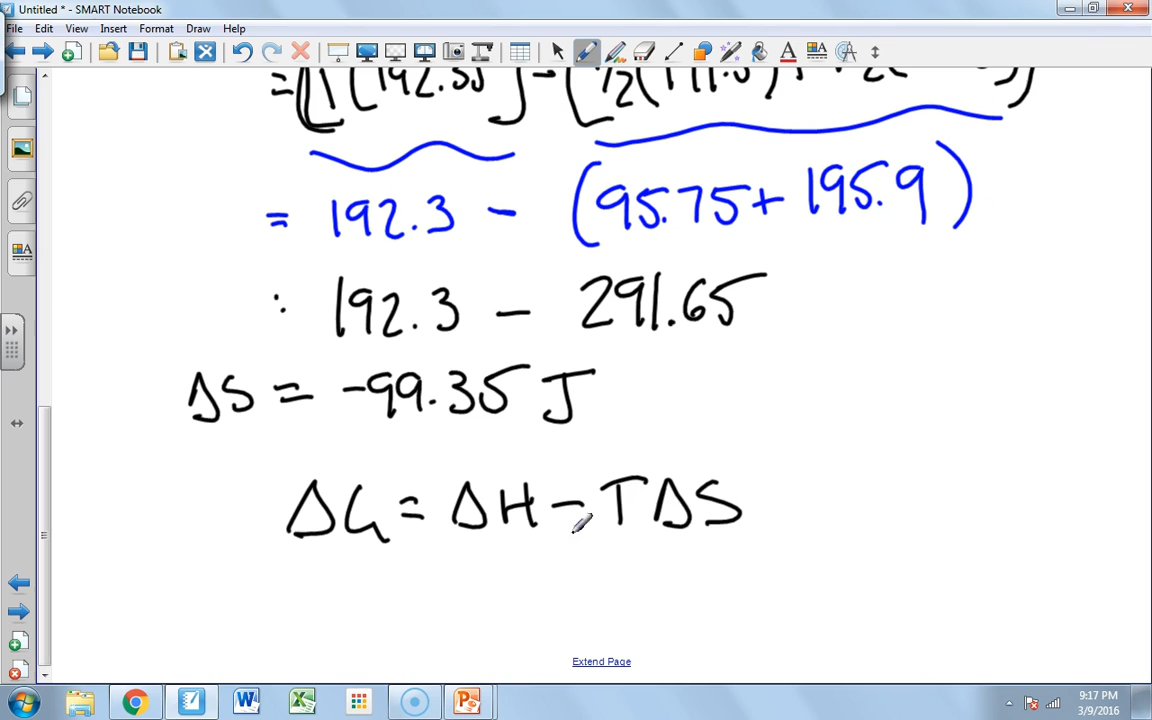 Untitled * - SMART Notebook
File Edit View Insert Format Draw Help
= 192.3 - (95.75 + 195.9)
: 192.3 - 291.65
ΔS = -99.35 J
ΔG = ΔH - TΔS
Extend Page
9:17 PM
3/9/2016